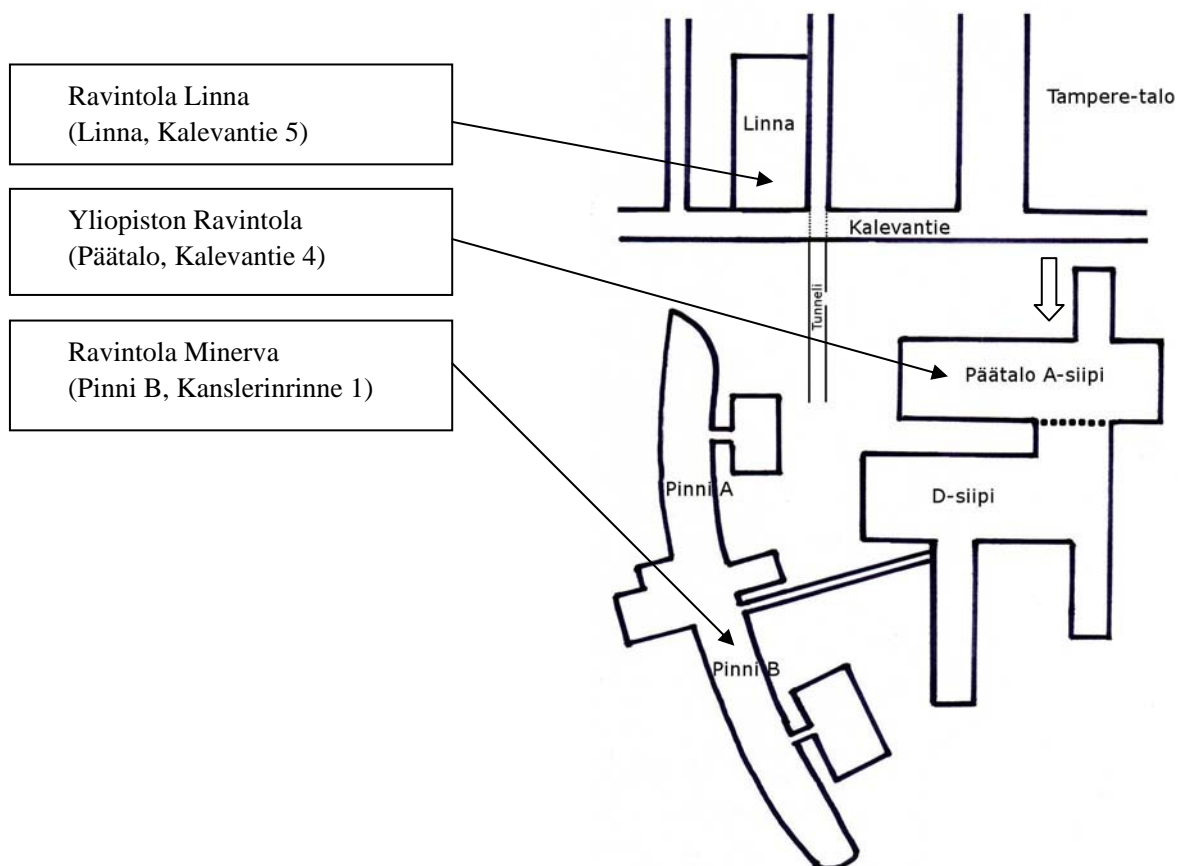 Ravintola Linna
(Linna, Kalevantie 5)
Yliopiston Ravintola
(Päätalo, Kalevantie 4)
Ravintola Minerva
(Pinni B, Kanslerinrinne 1)
Tampere-talo
Linna
Kalevantie
Tunneli
Päätalo A-siipi
Pinni A
D-siipi
Pinni B